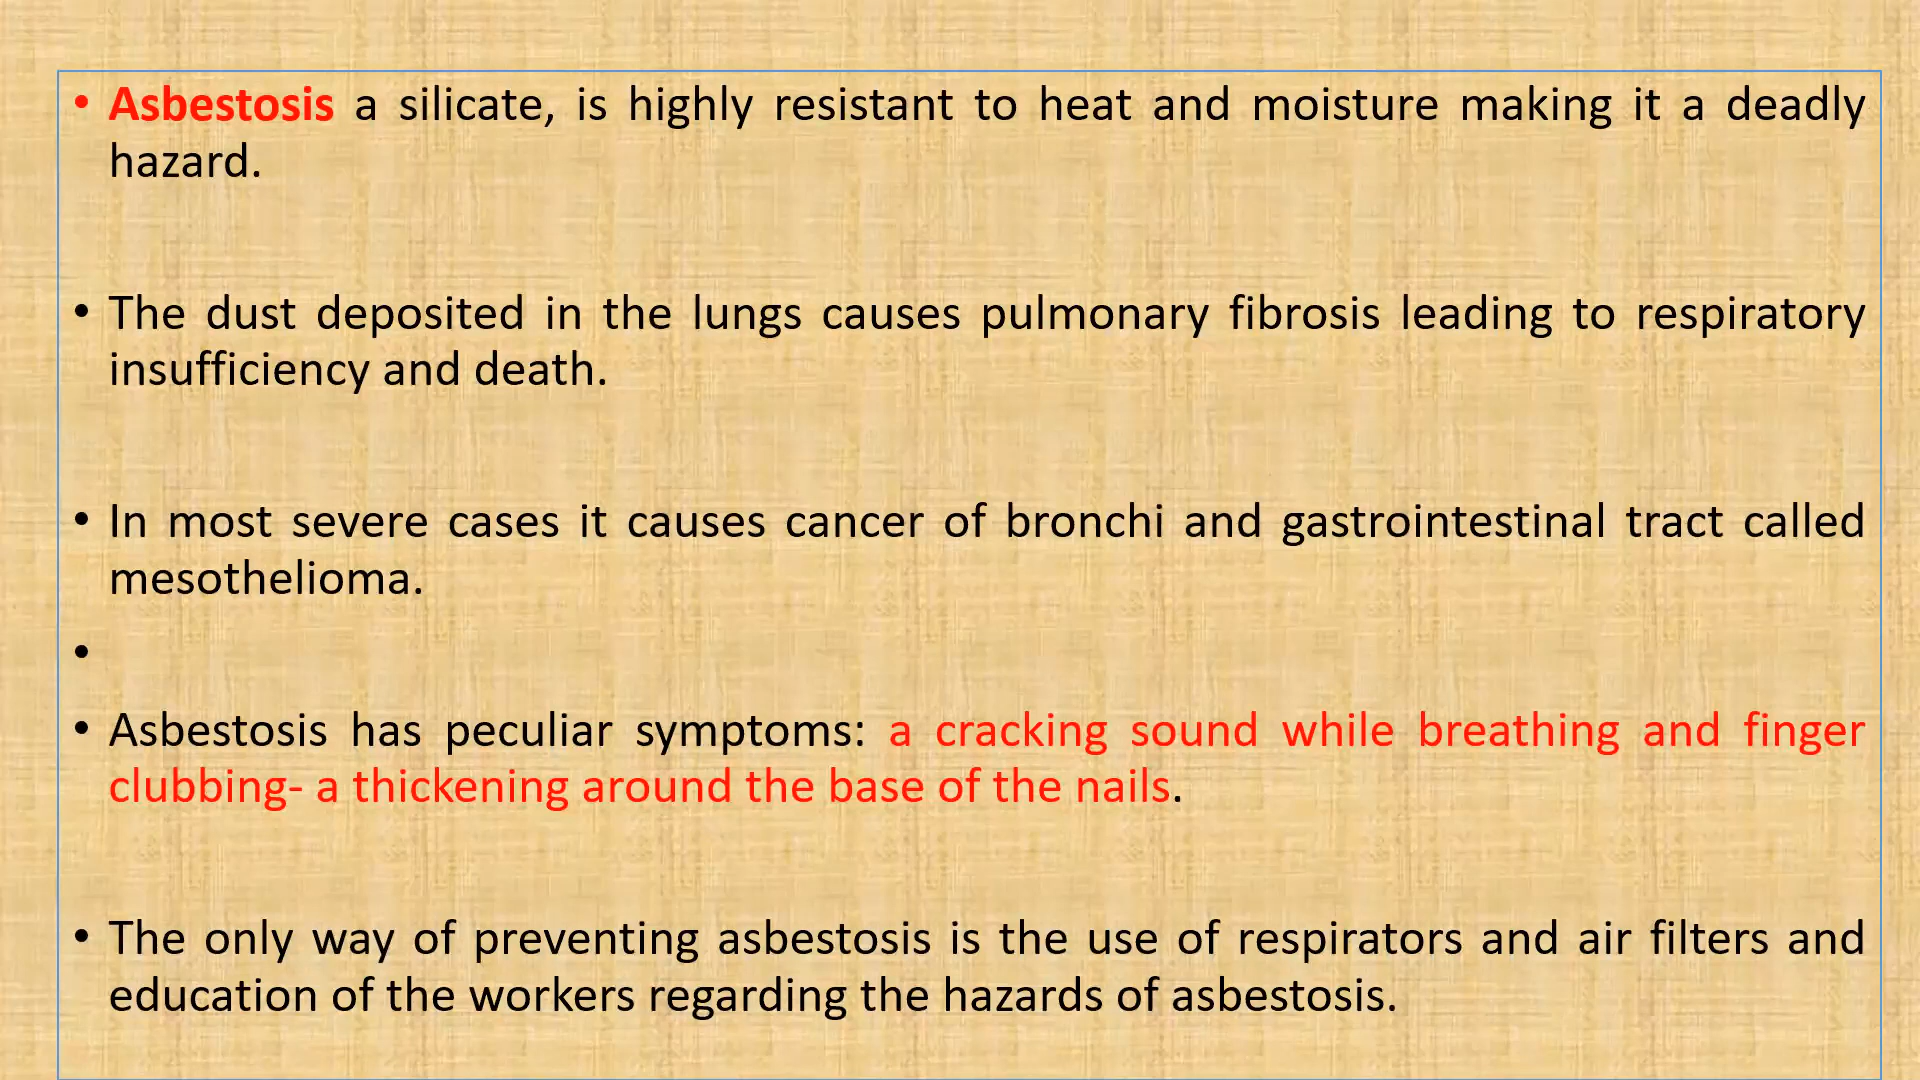 • Asbestosis a silicate, is highly resistant to heat and moisture making it a deadly
hazard.
• The dust deposited in the lungs causes pulmonary fibrosis leading to respiratory
insufficiency and death.
• In most severe cases it causes cancer of bronchi and gastrointestinal tract called
mesothelioma.
•
• Asbestosis has peculiar symptoms: a cracking sound while breathing and finger
clubbing- a thickening around the base of the nails.
• The only way of preventing asbestosis is the use of respirators and air filters and
education of the workers regarding the hazards of asbestosis.